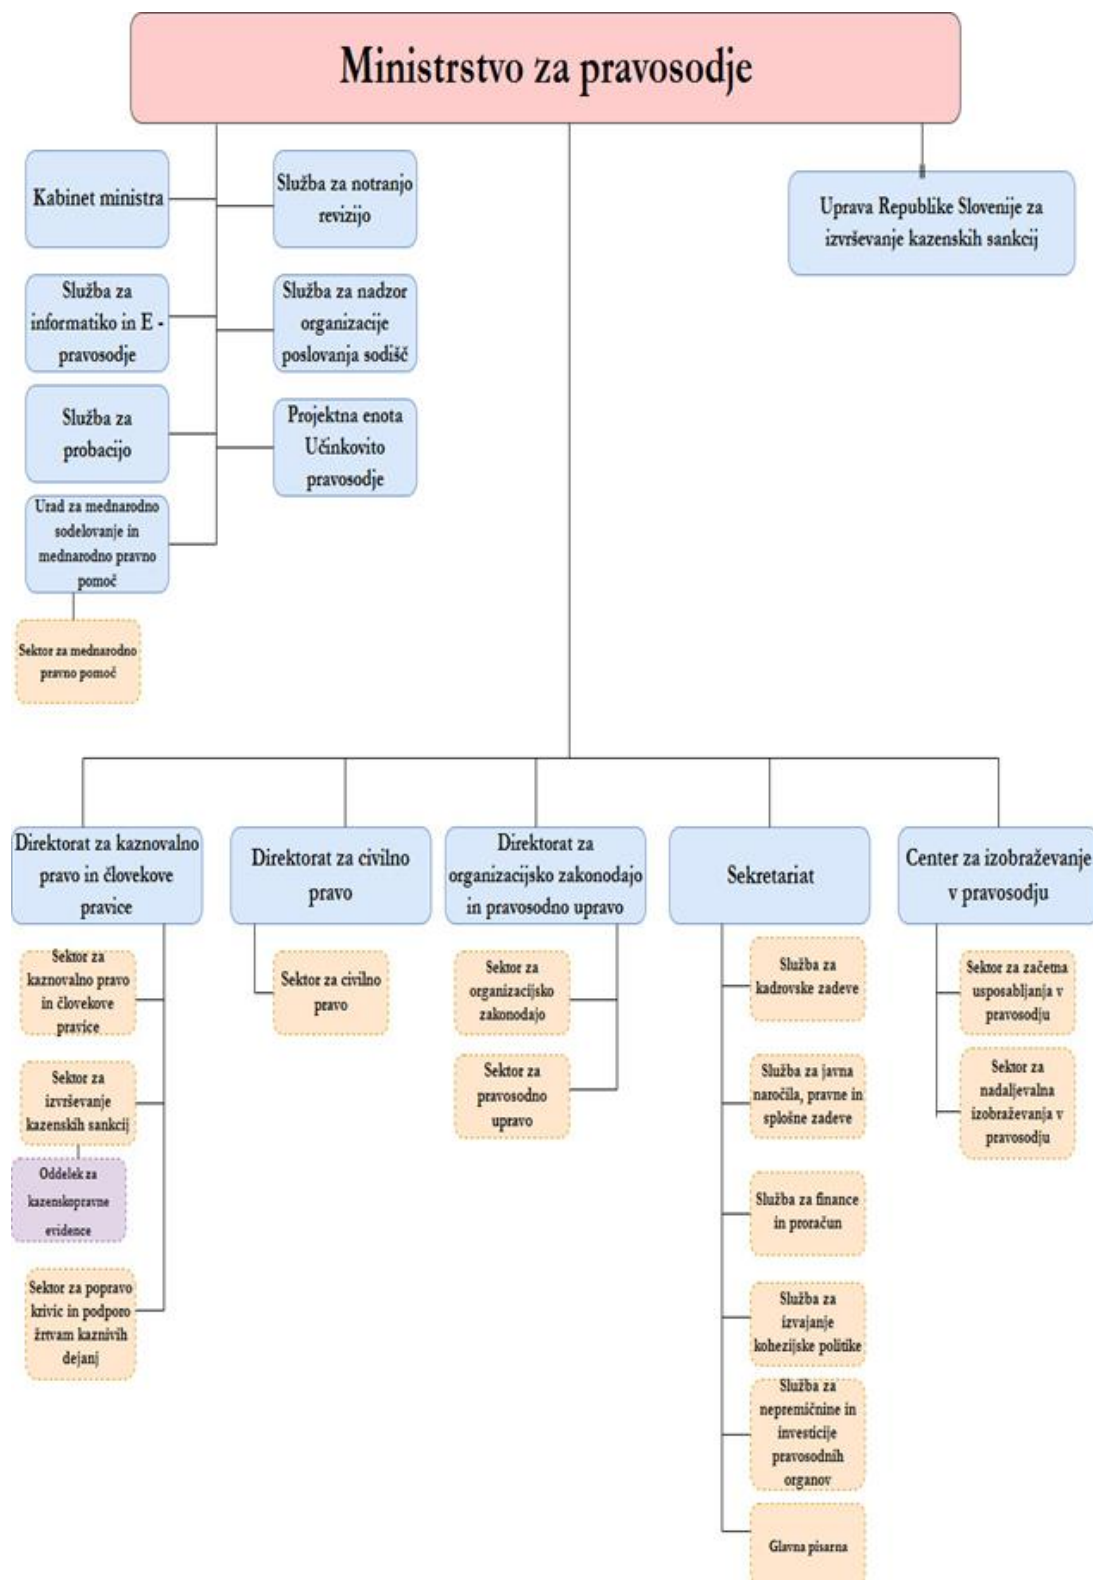 Ministrstvo za pravosodje
Kabinet ministra
Služba za notranjo
revizijo
Uprava Republike Slovenije za
izvrševanje kazenskih sankcij
Služba za
informatiko in E -
pravosodje
Služba za nadzor
organizacije
poslovanja sodišč
Služba za
probacijo
Projektna enota
Učinkovito
pravosodje
Urad za mednarodno
sodelovanje in
mednarodno pravno
pomoč
Sektor za mednarodno
pravno pomoč
Direktorat za kaznovalno
pravo in človekove
pravice
Direktorat za civilno
pravo
Direktorat za
organizacijsko zakonodajo
in pravosodno upravo
Sekretariat
Center za izobraževanje
v pravosodju
Sektor za
kaznovalno pravo
in človekove
pravice
Sektor za
izvrševanje
kazenskih sankcij
Oddelek za
kazenskopravne
evidence
Sektor za popravo
krivic in podporo
žrtvam kaznivih
dejanj
Sektor za civilno
pravo
Sektor za
organizacijsko
zakonodajo
Sektor za
pravosodno
upravo
Služba za
kadrovske zadeve
Služba za javna
naročila, pravne in
splošne zadeve
Služba za finance
in proračun
Služba za
izvajanje
kohezijske politike
Služba za
nepremičnine in
investicije
pravosodnih
organov
Glavna pisarna
Sektor za začetna
usposabljanja v
pravosodju
Sektor za
nadaljevalna
izobraževanja v
pravosodju